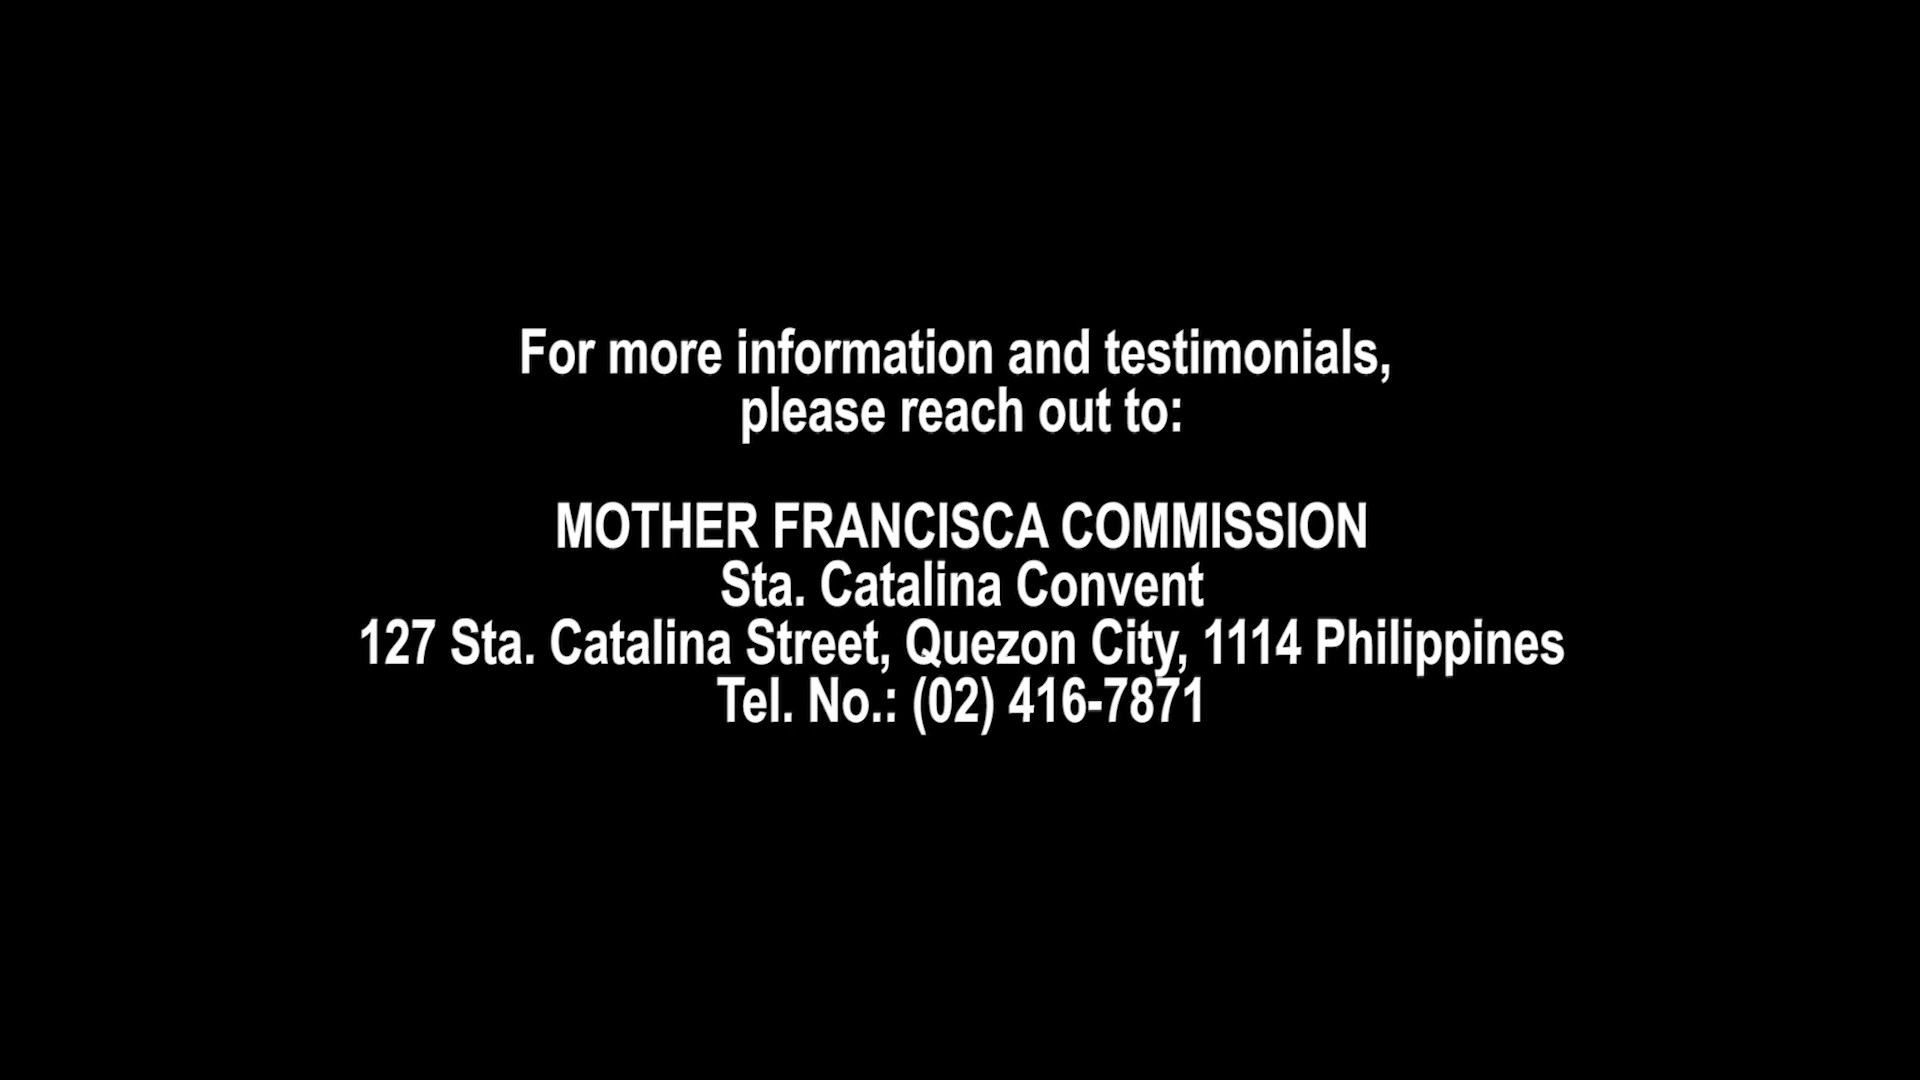 For more information and testimonials,
please reach out to:
MOTHER FRANCISCA COMMISSION
Sta. Catalina Convent
127 Sta. Catalina Street, Quezon City, 1114 Philippines
Tel. No.: (02) 416-7871